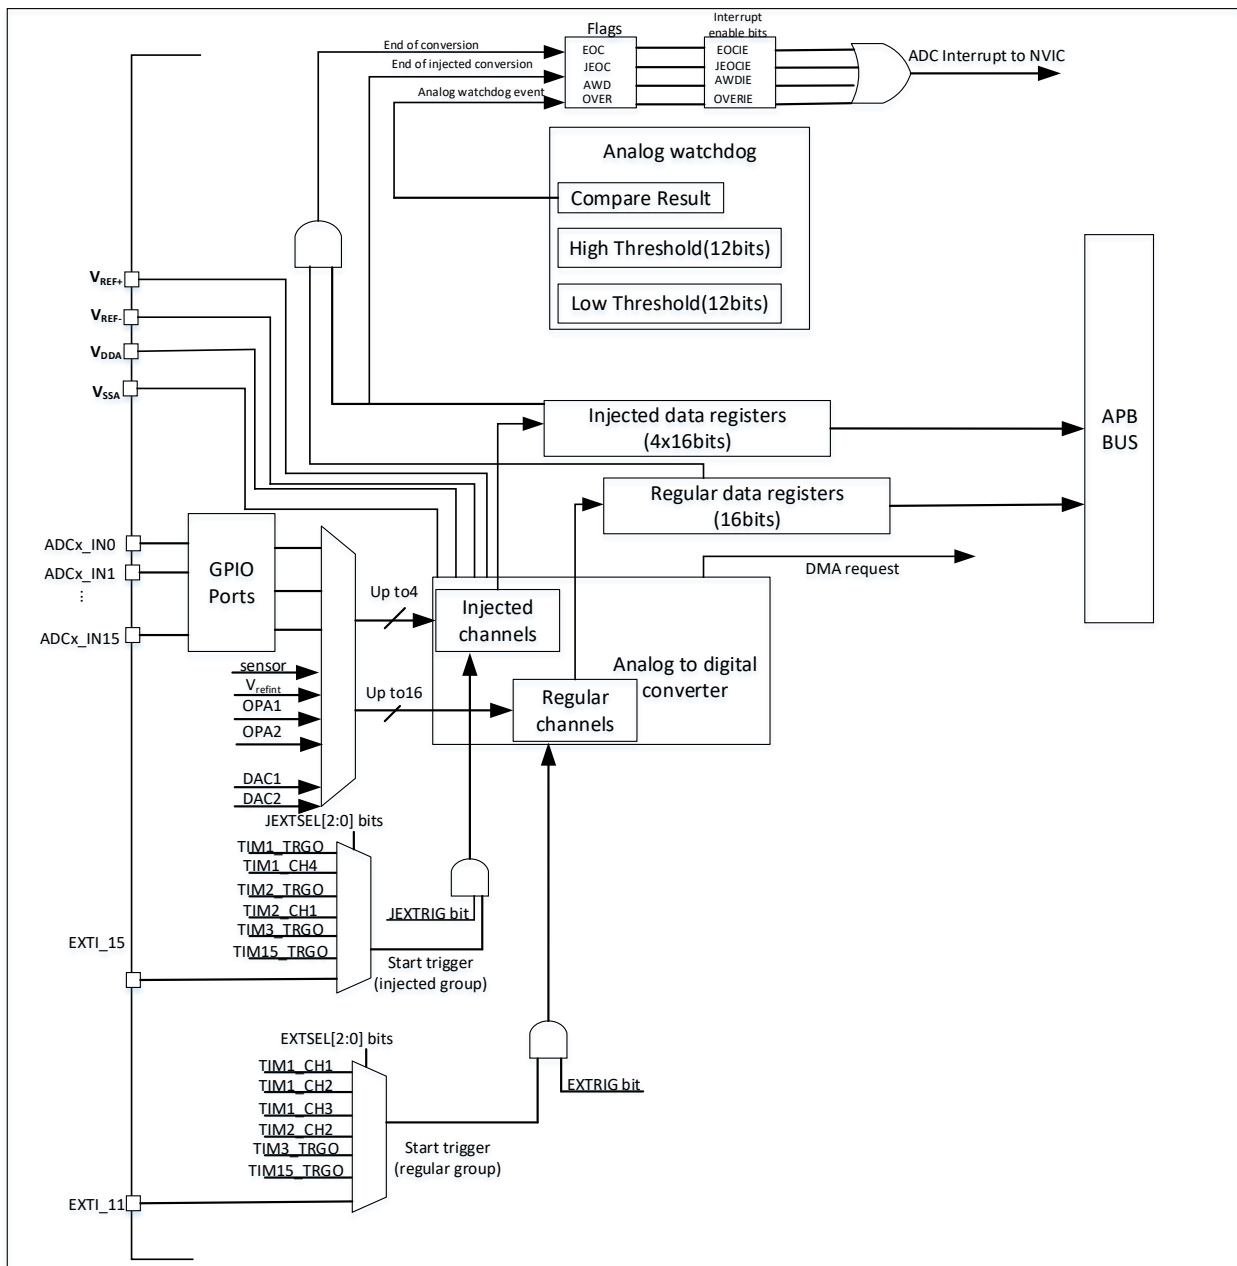 Flags
Interrupt
enable bits
End of conversion
EOC
EOCIE
End of injected conversion
JEOC
JEOCIE
ADC Interrupt to NVIC
Analog watchdog event
AWD
AWDIE
OVER
OVERIE
Analog watchdog
Compare Result
High Threshold(12bits)
Low Threshold(12bits)
VREF+
VREF-
VDDA
VSSA
Injected data registers
(4x16bits)
APB
BUS
Regular data registers
(16bits)
ADCx_IN0
ADCx_IN1
⋮
ADCx_IN15
GPIO
Ports
DMA request
Up to4
Injected
channels
Analog to digital
converter
sensor
Vrefint
OPA1
OPA2
Up to16
Regular
channels
DAC1
DAC2
JEXTSEL[2:0] bits
TIM1_TRGO
TIM1_CH4
TIM2_TRGO
TIM2_CH1
TIM3_TRGO
TIM15_TRGO
JEXTRIG bit
EXTI_15
Start trigger
(injected group)
EXTSEL[2:0] bits
TIM1_CH1
TIM1_CH2
TIM1_CH3
TIM2_CH2
TIM3_TRGO
TIM15_TRGO
EXTRIG bit
Start trigger
(regular group)
EXTI_11